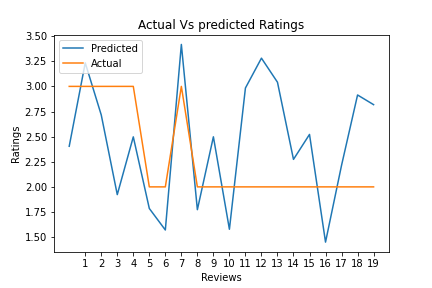 Actual Vs predicted Ratings
3.50
3.25
3.00
2.75
2.50
2.25
2.00
1.75
1.50
Ratings
Predicted
Actual
1 2 3 4 5 6 7 8 9 10 11 12 13 14 15 16 17 18 19
Reviews